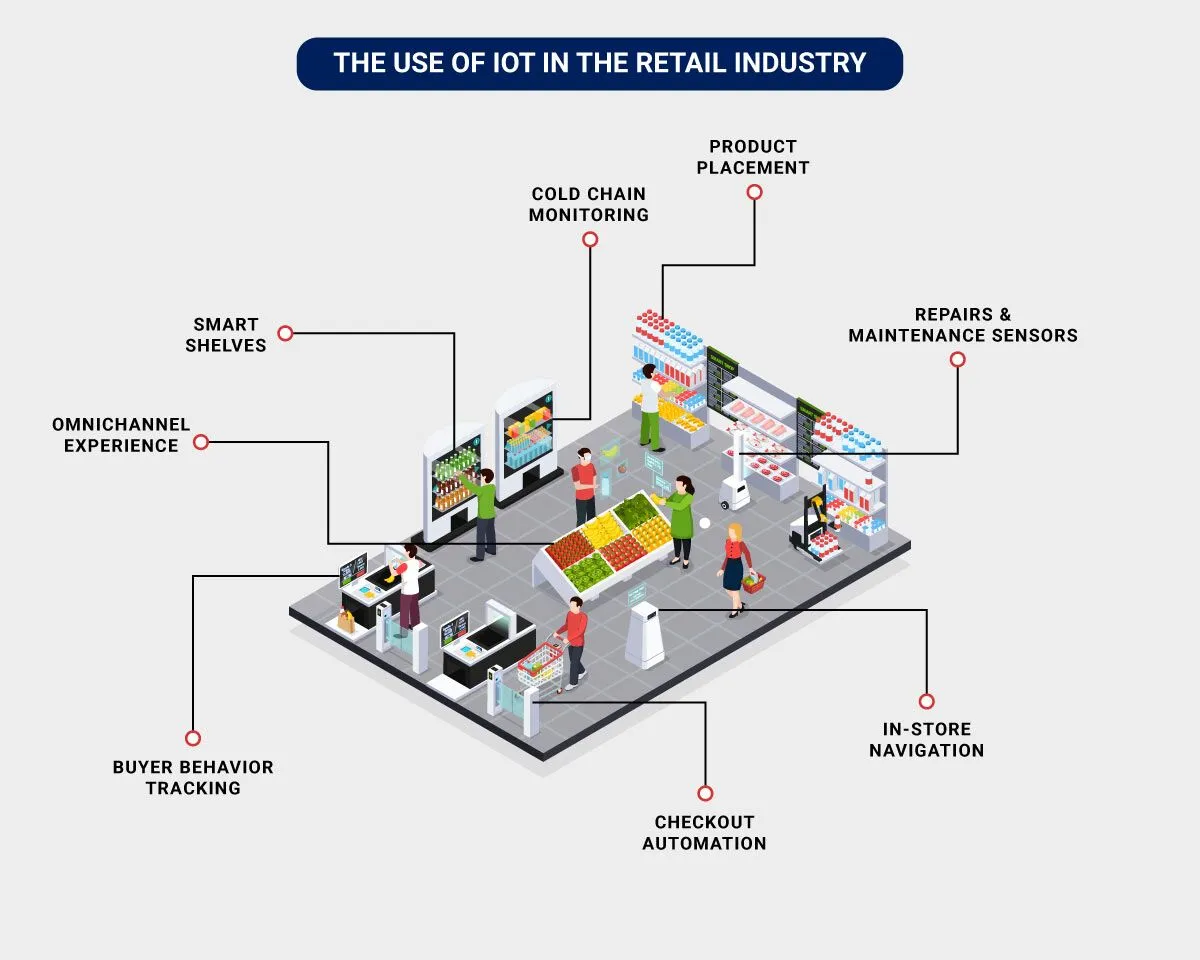 THE USE OF IOT IN THE RETAIL INDUSTRY
PRODUCT
PLACEMENT
COLD CHAIN
MONITORING
SMART
SHELVES
REPAIRS &
MAINTENANCE SENSORS
OMNICHANNEL
EXPERIENCE
IN-STORE
NAVIGATION
BUYER BEHAVIOR
TRACKING
CHECKOUT
AUTOMATION